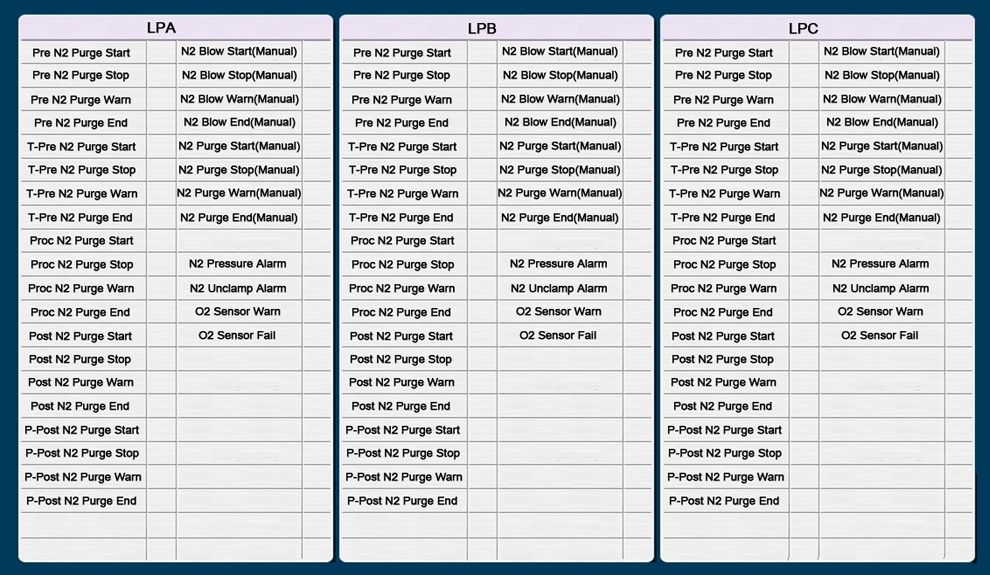 LPA
Pre N2 Purge Start N2 Blow Start(Manual)
Pre N2 Purge Stop N2 Blow Stop(Manual)
Pre N2 Purge Warn N2 Blow Warn(Manual)
Pre N2 Purge End N2 Blow End(Manual)
T-Pre N2 Purge Start N2 Purge Start(Manual)
T-Pre N2 Purge Stop N2 Purge Stop(Manual)
T-Pre N2 Purge Warn N2 Purge Warn(Manual)
T-Pre N2 Purge End N2 Purge End(Manual)
Proc N2 Purge Start
Proc N2 Purge Stop N2 Pressure Alarm
Proc N2 Purge Warn N2 Unclamp Alarm
Proc N2 Purge End O2 Sensor Warn
Post N2 Purge Start O2 Sensor Fail
Post N2 Purge Stop
Post N2 Purge Warn
Post N2 Purge End
P-Post N2 Purge Start
P-Post N2 Purge Stop
P-Post N2 Purge Warn
P-Post N2 Purge End
LPB
Pre N2 Purge Start N2 Blow Start(Manual)
Pre N2 Purge Stop N2 Blow Stop(Manual)
Pre N2 Purge Warn N2 Blow Warn(Manual)
Pre N2 Purge End N2 Blow End(Manual)
T-Pre N2 Purge Start N2 Purge Start(Manual)
T-Pre N2 Purge Stop N2 Purge Stop(Manual)
T-Pre N2 Purge Warn N2 Purge Warn(Manual)
T-Pre N2 Purge End N2 Purge End(Manual)
Proc N2 Purge Start
Proc N2 Purge Stop N2 Pressure Alarm
Proc N2 Purge Warn N2 Unclamp Alarm
Proc N2 Purge End O2 Sensor Warn
Post N2 Purge Start O2 Sensor Fail
Post N2 Purge Stop
Post N2 Purge Warn
Post N2 Purge End
P-Post N2 Purge Start
P-Post N2 Purge Stop
P-Post N2 Purge Warn
P-Post N2 Purge End
LPC
Pre N2 Purge Start N2 Blow Start(Manual)
Pre N2 Purge Stop N2 Blow Stop(Manual)
Pre N2 Purge Warn N2 Blow Warn(Manual)
Pre N2 Purge End N2 Blow End(Manual)
T-Pre N2 Purge Start N2 Purge Start(Manual)
T-Pre N2 Purge Stop N2 Purge Stop(Manual)
T-Pre N2 Purge Warn N2 Purge Warn(Manual)
T-Pre N2 Purge End N2 Purge End(Manual)
Proc N2 Purge Start
Proc N2 Purge Stop N2 Pressure Alarm
Proc N2 Purge Warn N2 Unclamp Alarm
Proc N2 Purge End O2 Sensor Warn
Post N2 Purge Start O2 Sensor Fail
Post N2 Purge Stop
Post N2 Purge Warn
Post N2 Purge End
P-Post N2 Purge Start
P-Post N2 Purge Stop
P-Post N2 Purge Warn
P-Post N2 Purge End